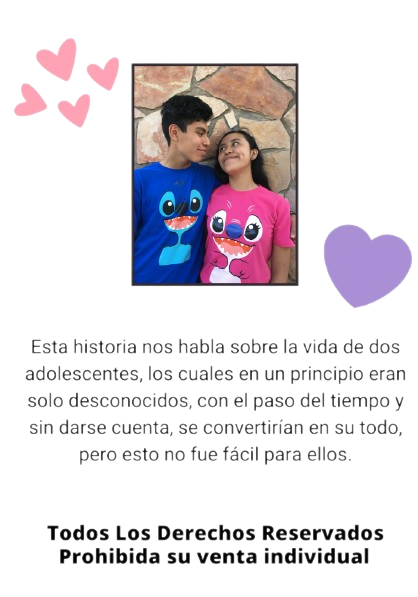 Esta historia nos habla sobre la vida de dos
adolescentes, los cuales en un principio eran
solo desconocidos, con el paso del tiempo y
sin darse cuenta, se convertirían en su todo,
pero esto no fue fácil para ellos.
Todos Los Derechos Reservados
Prohibida su venta individual